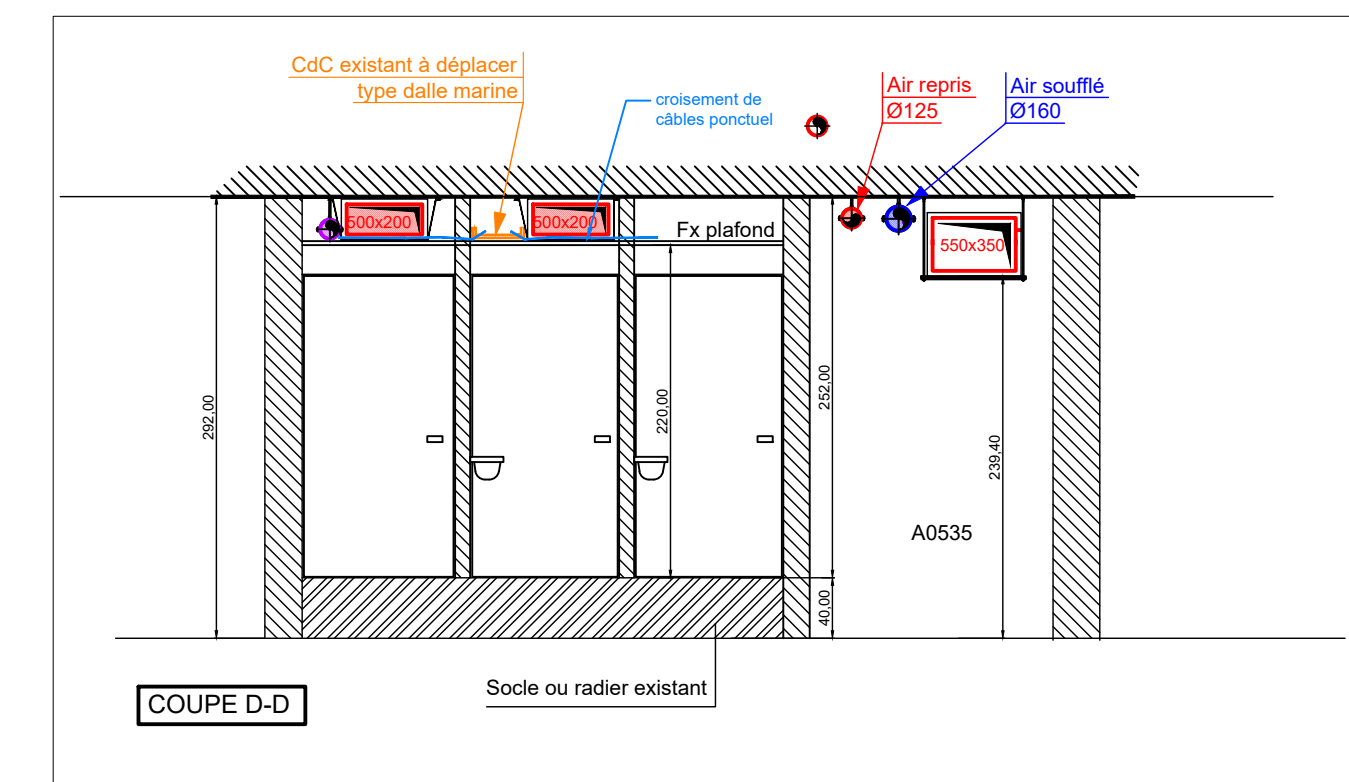 CdC existant à déplacer
type dalle marine
croisement de
câbles ponctuel
Air repris
Ø125
Air soufflé
Ø160
500x200
500x200
Fx plafond
550x350
292,00
220,00
252,00
239,40
40,00
A0535
Socle ou radier existant
COUPE D-D